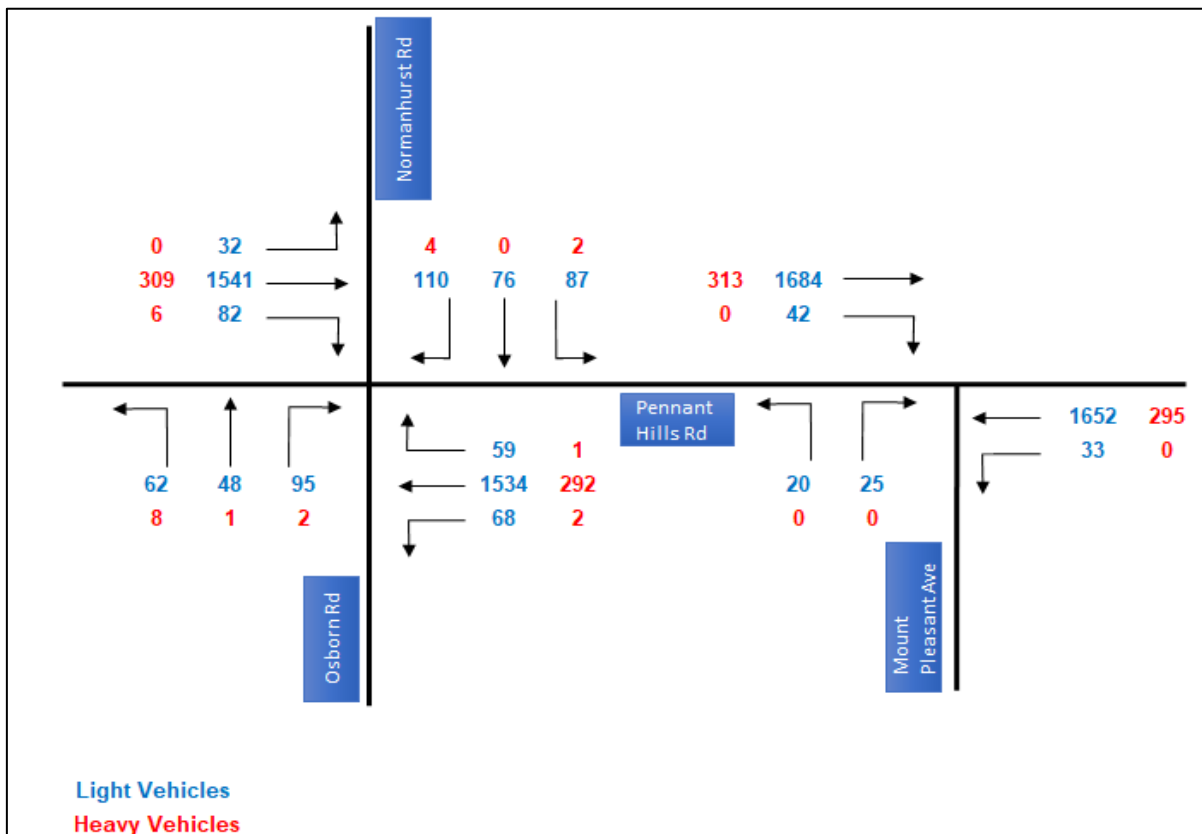 Normanhurst Rd
0 32
4 0 2
309 1541
110 76 87
313 1684
6 82
0 42
Pennant
Hills Rd
1652 295
59 1
33 0
62 48 95
1534 292
20 25
8 1 2
68 2
0 0
Osborn Rd
Mount
Pleasant Ave
Light Vehicles
Heavy Vehicles